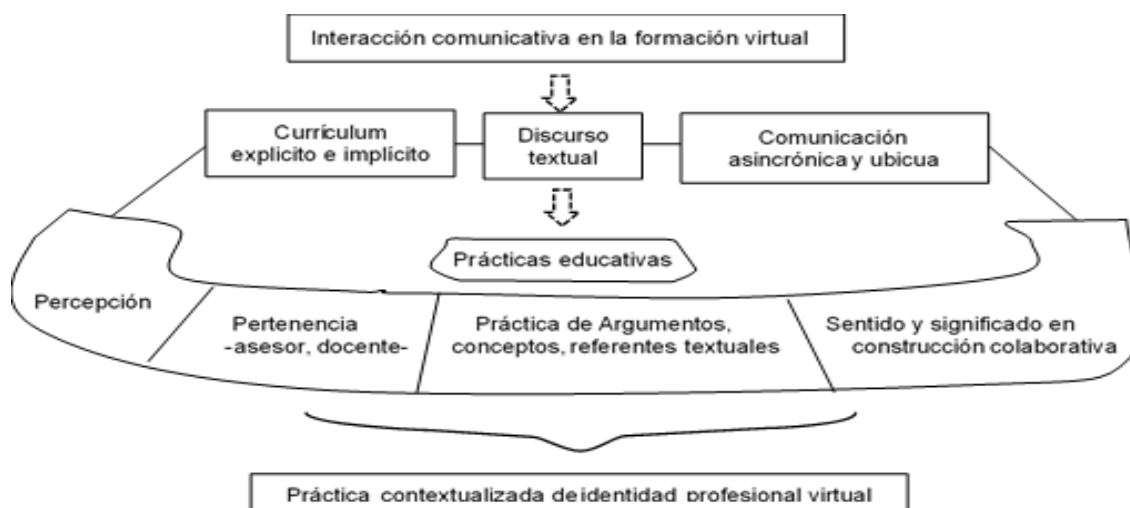 Interacción comunicativa en la formación virtual
Currículum
explicito e implícito
Discurso
textual
Comunicación
asincrónica y ubicua
Prácticas educativas
Percepción
Pertenencia
-asesor, docente-
Práctica de Argumentos,
conceptos, referentes textuales
Sentido y significado en
construcción colaborativa
Práctica contextualizada de identidad profesional virtual